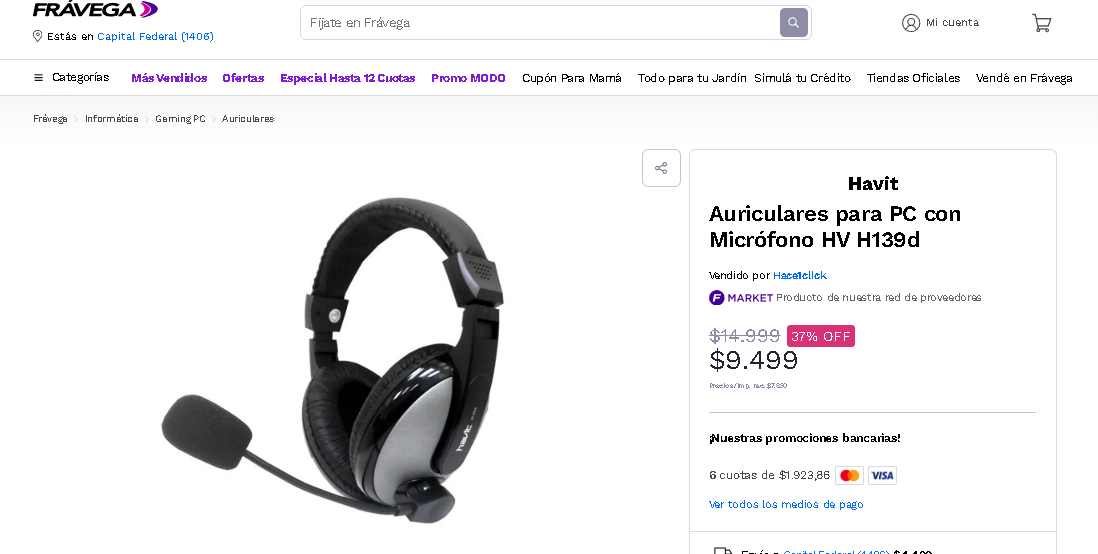 FRÁVEGA
Fíjate en Frávega
Mi cuenta
Estás en Capital Federal (1406)
Categorías Más Vendidos Ofertas Especial Hasta 12 Cuotas Promo MODO Cupón Para Mamá Todo para tu Jardín Simulá tu Crédito Tiendas Oficiales Vendé en Frávega
Frávega Informática Gaming PC Auriculares
Havit
Auriculares para PC con
Micrófono HV H139d
Vendido por Hace1click
F MARKET Producto de nuestra red de proveedores
$14.999 37% OFF
$9.499
Precio s/imp. nac. $7.850
¡Nuestras promociones bancarias!
6 cuotas de $1.923,86 VISA
Ver todos los medios de pago
havit